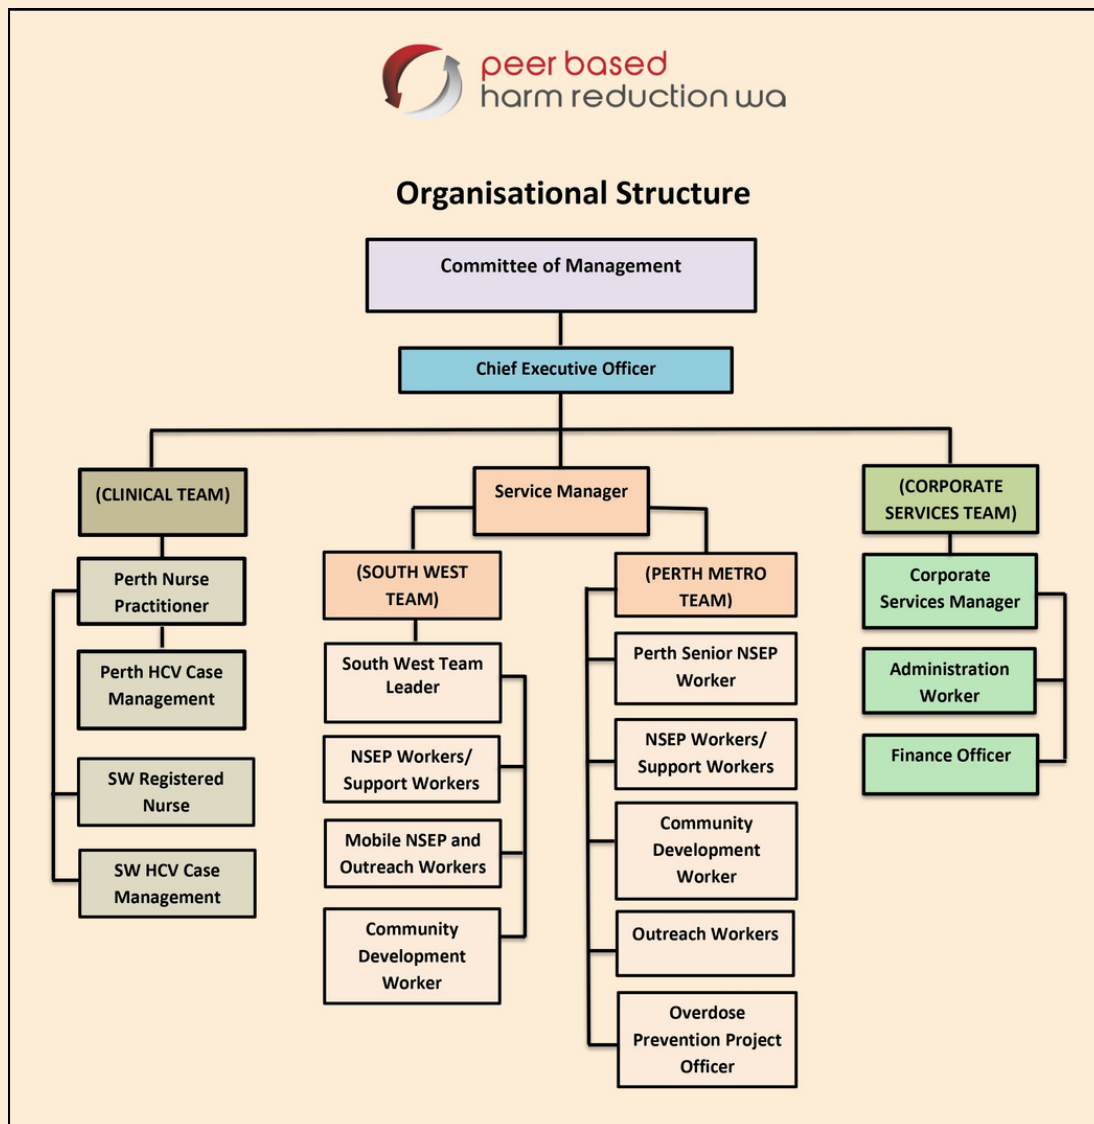 peer based
harm reduction wa
Organisational Structure
Committee of Management
Chief Executive Officer
(CLINICAL TEAM)
Perth Nurse
Practitioner
Perth HCV Case
Management
SW Registered
Nurse
SW HCV Case
Management
Service Manager
(SOUTH WEST
TEAM)
South West Team
Leader
NSEP Workers/
Support Workers
Mobile NSEP and
Outreach Workers
Community
Development
Worker
(PERTH METRO
TEAM)
Perth Senior NSEP
Worker
NSEP Workers/
Support Workers
Community
Development
Worker
Outreach Workers
Overdose
Prevention Project
Officer
(CORPORATE
SERVICES TEAM)
Corporate
Services Manager
Administration
Worker
Finance Officer